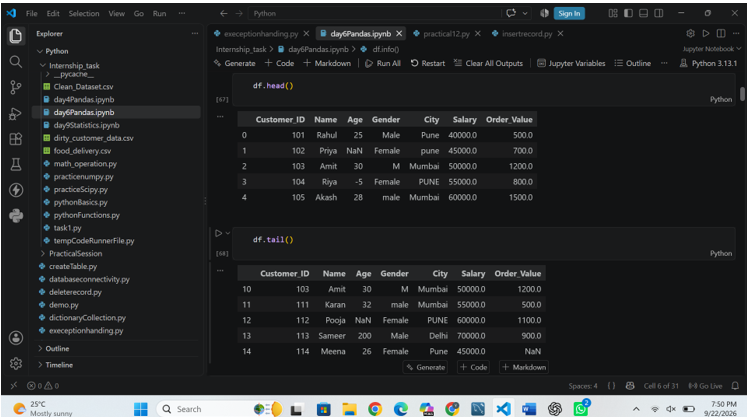 File Edit Selection View Go Run ... Python Sign In
Explorer
execeptionhanding.py day6Pandas.ipynb practical12.py insertrecord.py
Python
Internship_task > day6Pandas.ipynb > df.info()
Jupyter Notebook
Internship_task
Generate + Code + Markdown Run All Restart Clear All Outputs Jupyter Variables Outline ... Python 3.13.1
__pycache__
Clean_Dataset.csv
day4Pandas.ipynb
day6Pandas.ipynb
day9Statistics.ipynb
dirty_customer_data.csv
food_delivery.csv
math_operation.py
practicenumpy.py
practiceScipy.py
pythonBasics.py
pythonFunctions.py
task1.py
tempCodeRunnerFile.py
PracticalSession
createTable.py
databaseconnectivity.py
deleterecord.py
demo.py
dictionaryCollection.py
execeptionhanding.py
Outline
Timeline
df.head()
[67] Python
...
Customer_ID Name Age Gender City Salary Order_Value
0 101 Rahul 25 Male Pune 40000.0 500.0
1 102 Priya NaN Female pune 45000.0 700.0
2 103 Amit 30 M Mumbai 50000.0 1200.0
3 104 Riya -5 Female PUNE 55000.0 800.0
4 105 Akash 28 male Mumbai 60000.0 1500.0
df.tail()
[68] Python
...
Customer_ID Name Age Gender City Salary Order_Value
10 103 Amit 30 M Mumbai 50000.0 1200.0
11 111 Karan 32 male Mumbai 55000.0 500.0
12 112 Pooja NaN Female PUNE 60000.0 1100.0
13 113 Sameer 200 Male Delhi 70000.0 900.0
14 114 Meena 26 Female Pune 45000.0 NaN
Generate + Code + Markdown
0 0 Spaces: 4 Cell 6 of 31 Go Live
25°C
Mostly sunny
Search
2
7:50 PM
9/22/2026